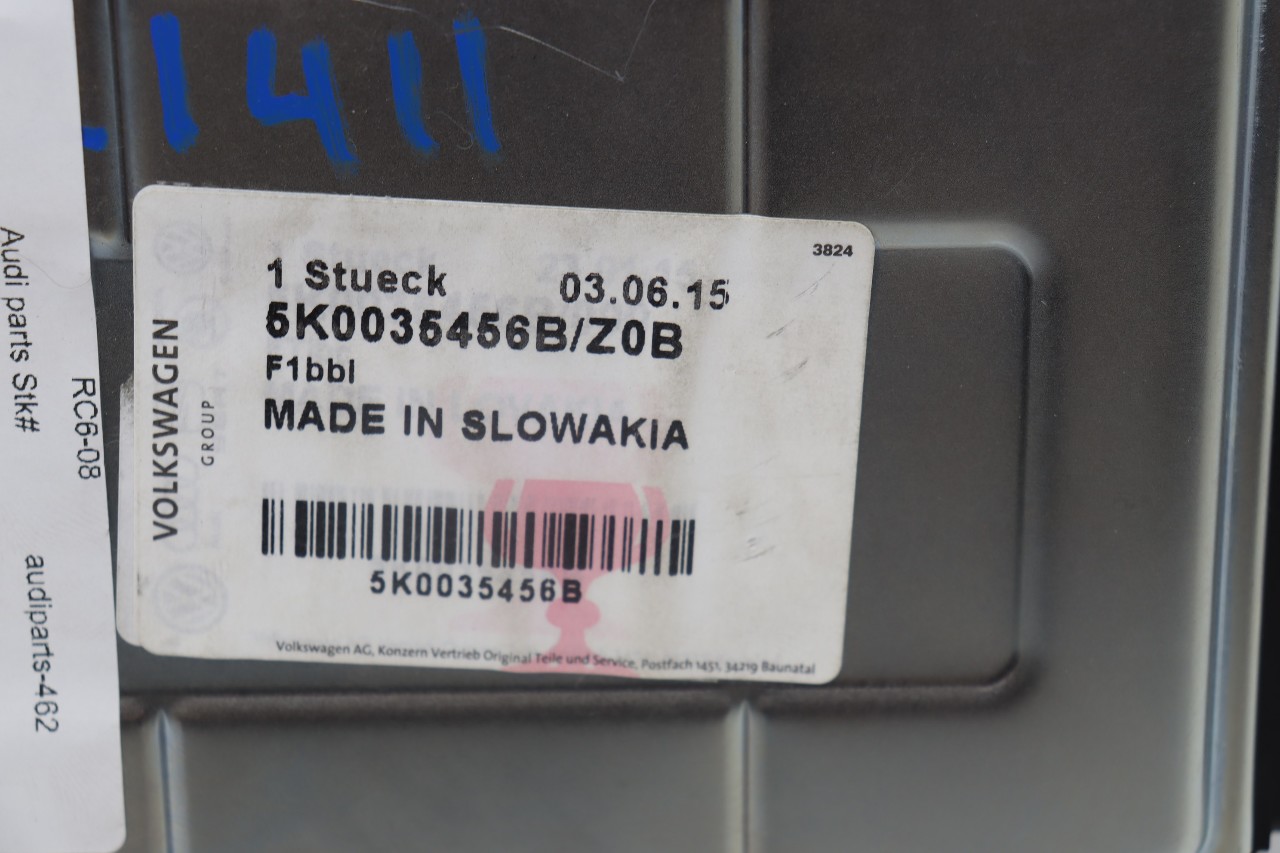 1411
3824
1 Stueck 03.06.15
5K0035456B/Z0B
F1bbl
MADE IN SLOWAKIA
5K0035456B
Volkswagen AG, Konzern Vertrieb Original Teile und Service, Postfach 1451, 34219 Baunatal
VOLKSWAGEN
GROUP
RC6-08
Audi parts Stk# audiparts-462